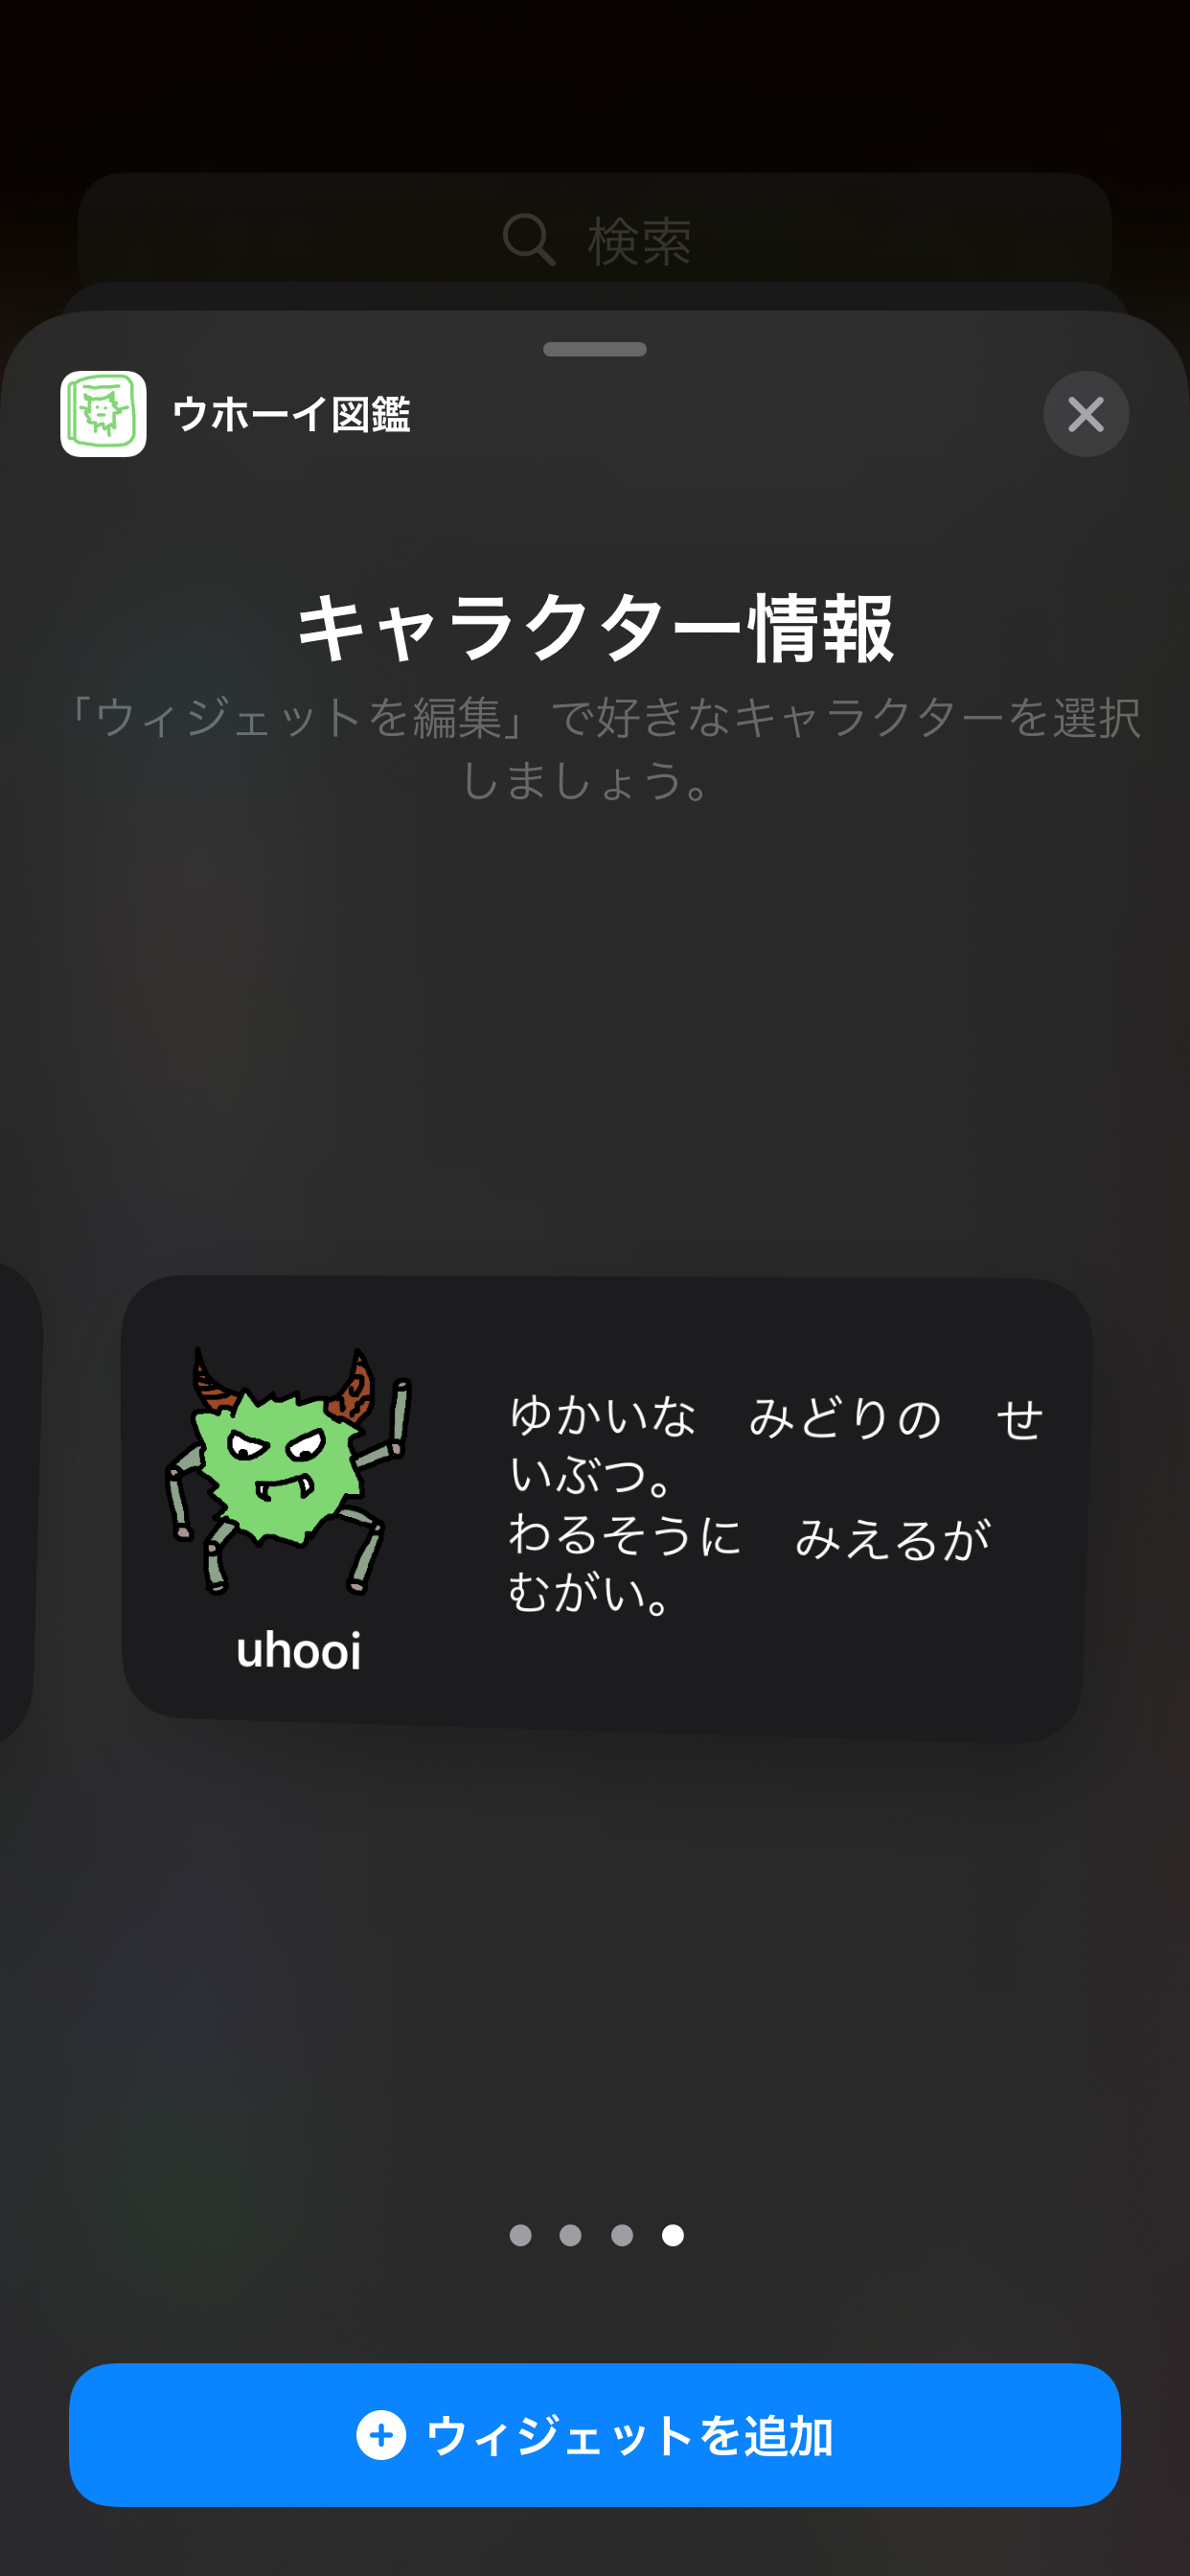 検索
ウホーイ図鑑
キャラクター情報
「ウィジェットを編集」で好きなキャラクターを選択
しましょう。
ゆかいな　みどりの　せ
いぶつ。
わるそうに　みえるが
むがい。
uhooi
ウィジェットを追加